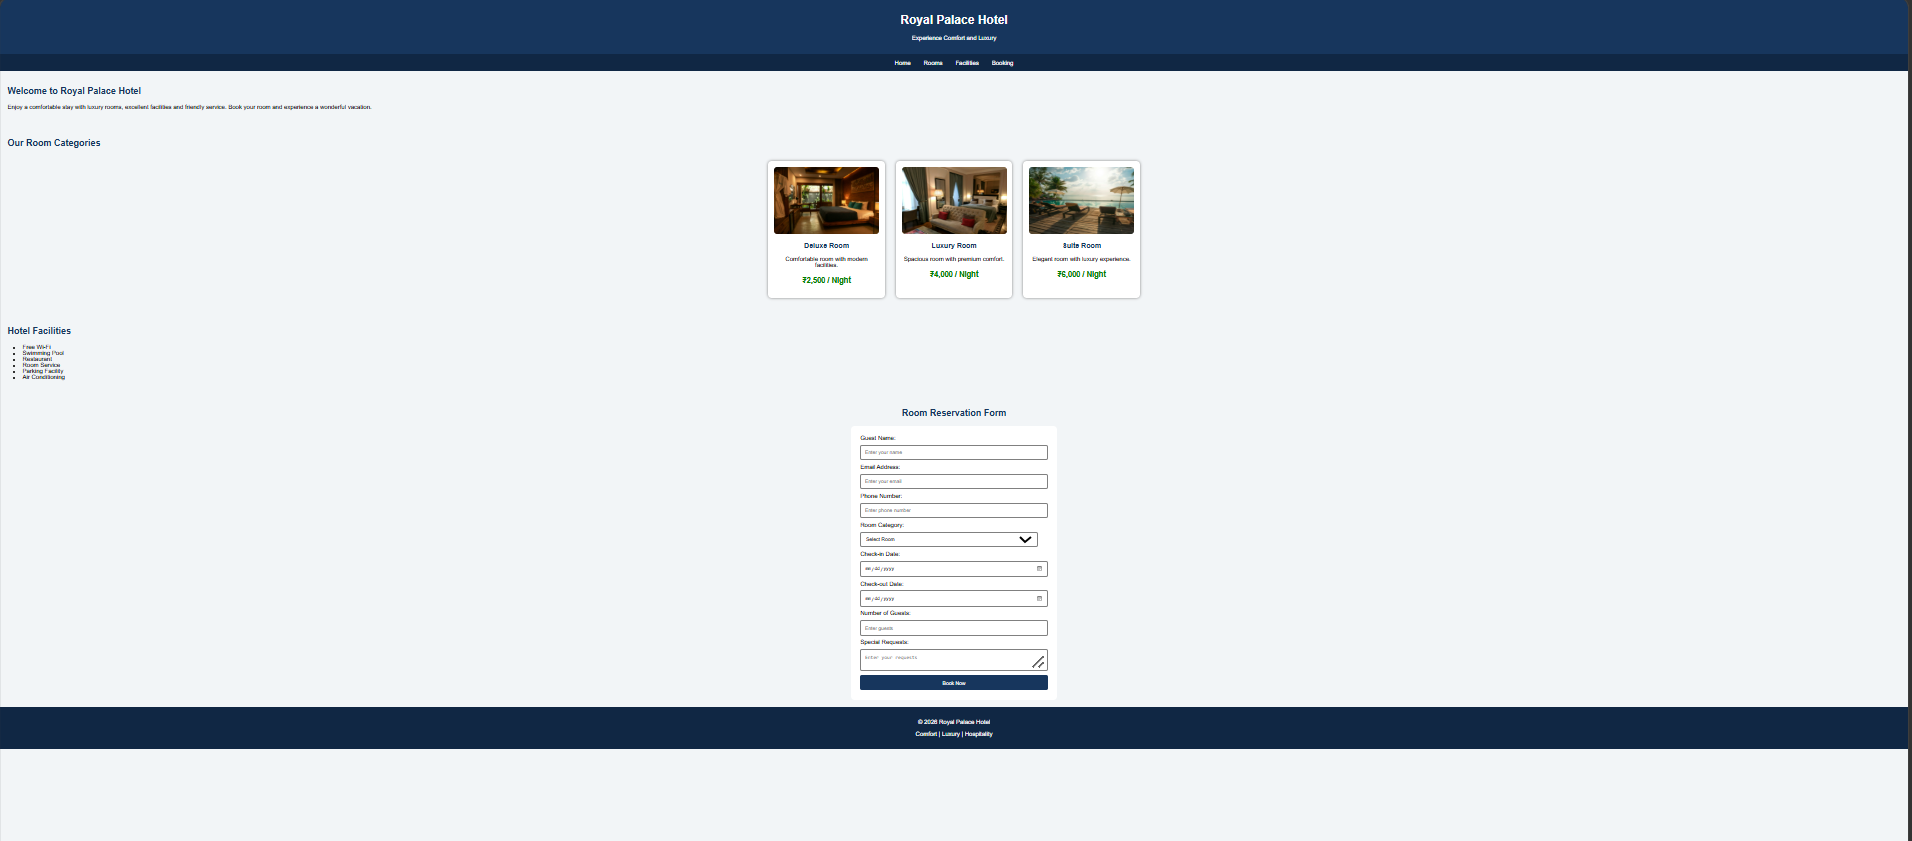 Royal Palace Hotel
Experience Comfort and Luxury
Home Rooms Facilities Booking
Welcome to Royal Palace Hotel
Enjoy a comfortable stay with luxury rooms, excellent facilities and friendly service. Book your room and experience a wonderful vacation.
Our Room Categories
Deluxe Room
Comfortable room with modern
facilities.
₹2,500 / Night
Luxury Room
Spacious room with premium comfort.
₹4,000 / Night
Suite Room
Elegant room with luxury experience.
₹6,000 / Night
Hotel Facilities
Free Wi-Fi
Swimming Pool
Restaurant
Room Service
Parking Facility
Air Conditioning
Room Reservation Form
Guest Name:
Enter your name
Email Address:
Enter your email
Phone Number:
Enter phone number
Room Category:
Select Room
Check-in Date:
mm/dd/yyyy
Check-out Date:
mm/dd/yyyy
Number of Guests:
Enter guests
Special Requests:
Enter your requests
Book Now
© 2026 Royal Palace Hotel
Comfort | Luxury | Hospitality